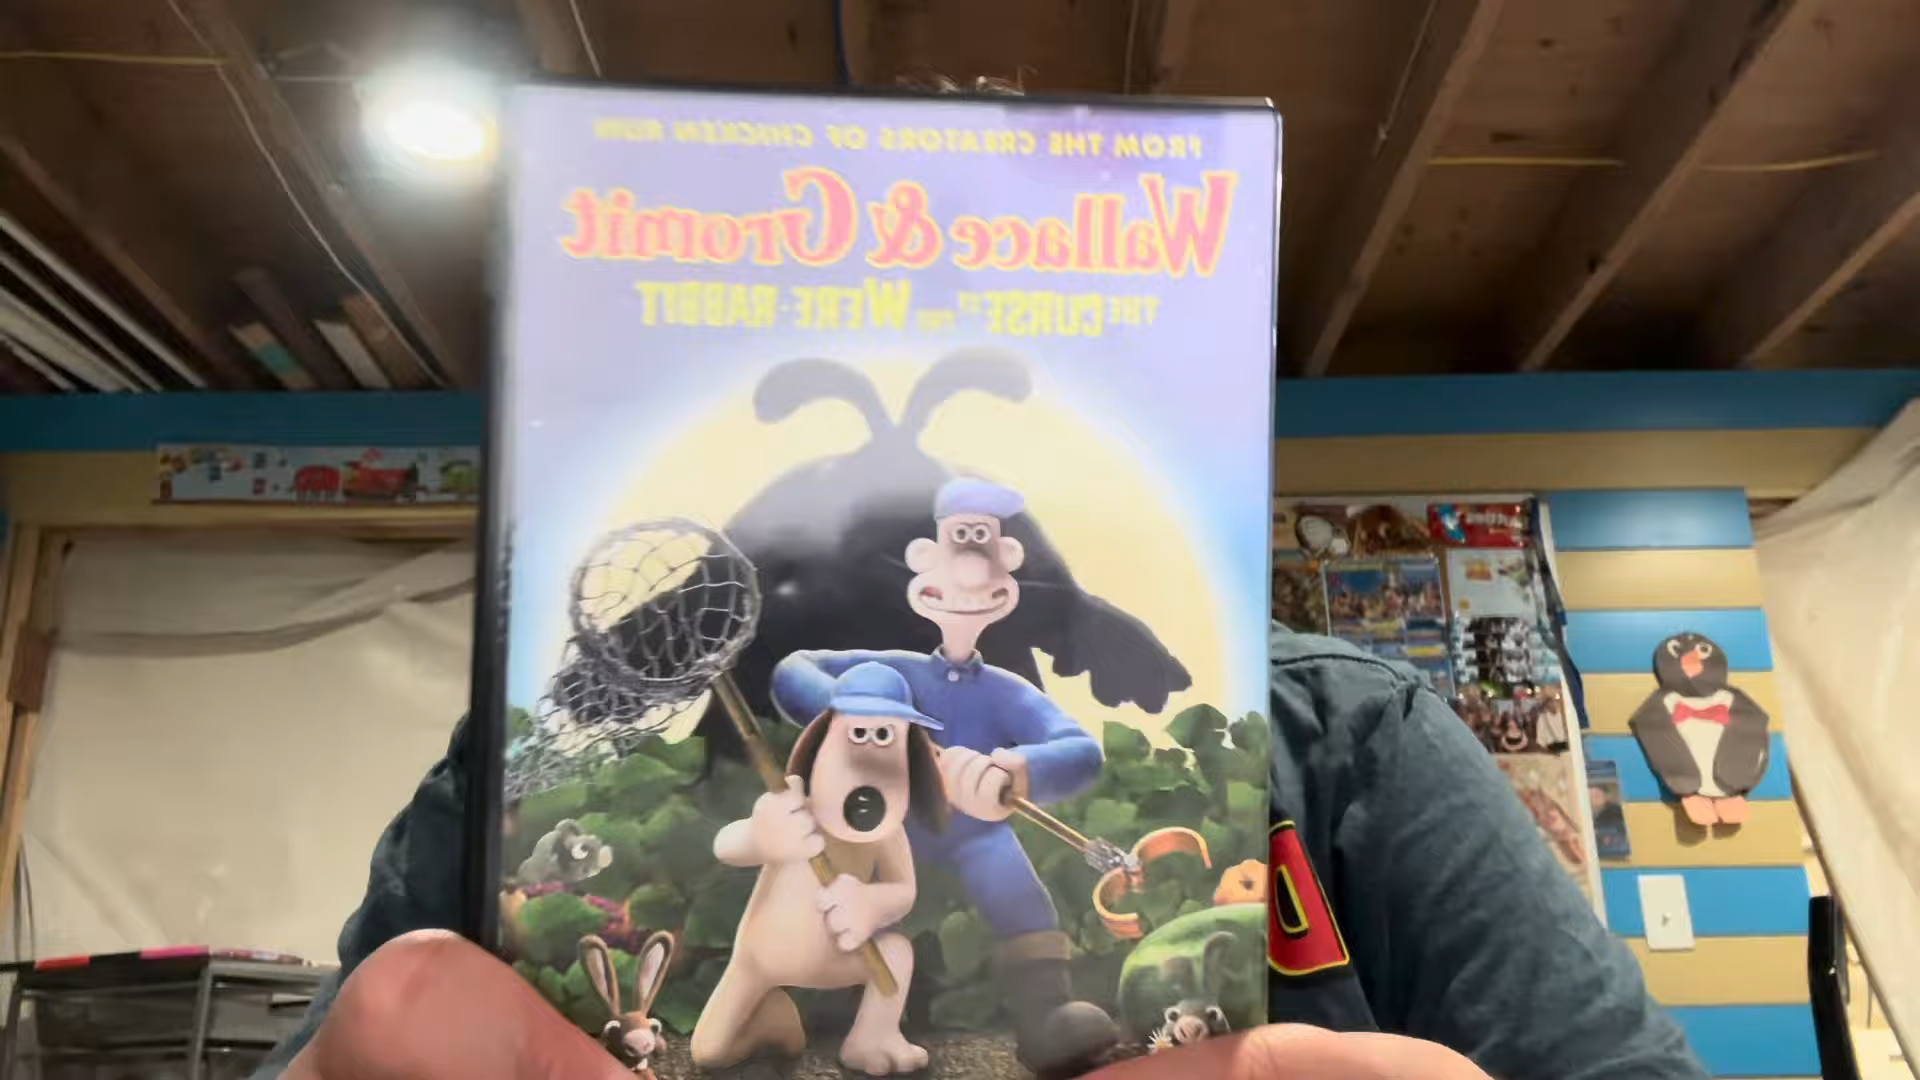 FROM THE CREATORS OF CHICKEN RUN
Wallace & Gromit
THE CURSE OF THE WERE-RABBIT
D